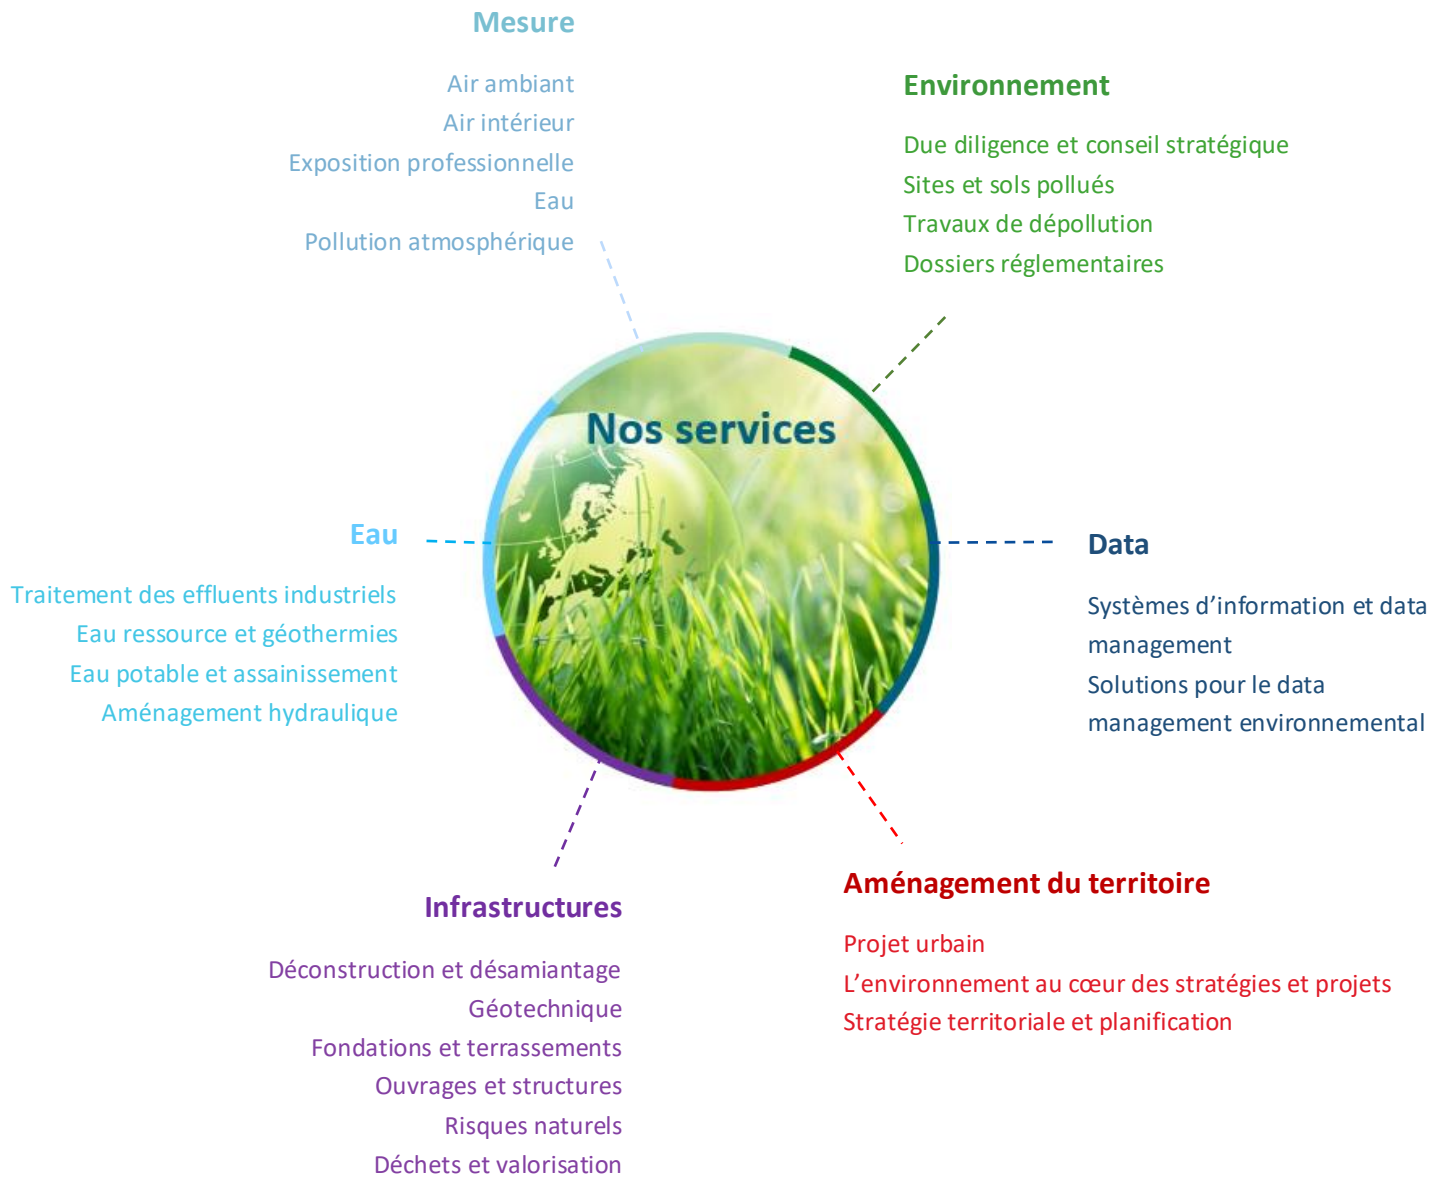 Mesure
Air ambiant
Air intérieur
Exposition professionnelle
Eau
Pollution atmosphérique
Environnement
Due diligence et conseil stratégique
Sites et sols pollués
Travaux de dépollution
Dossiers réglementaires
Nos services
Eau
Traitement des effluents industriels
Eau ressource et géothermies
Eau potable et assainissement
Aménagement hydraulique
Data
Systèmes d’information et data
management
Solutions pour le data
management environnemental
Infrastructures
Déconstruction et désamiantage
Géotechnique
Fondations et terrassements
Ouvrages et structures
Risques naturels
Déchets et valorisation
Aménagement du territoire
Projet urbain
L’environnement au cœur des stratégies et projets
Stratégie territoriale et planification